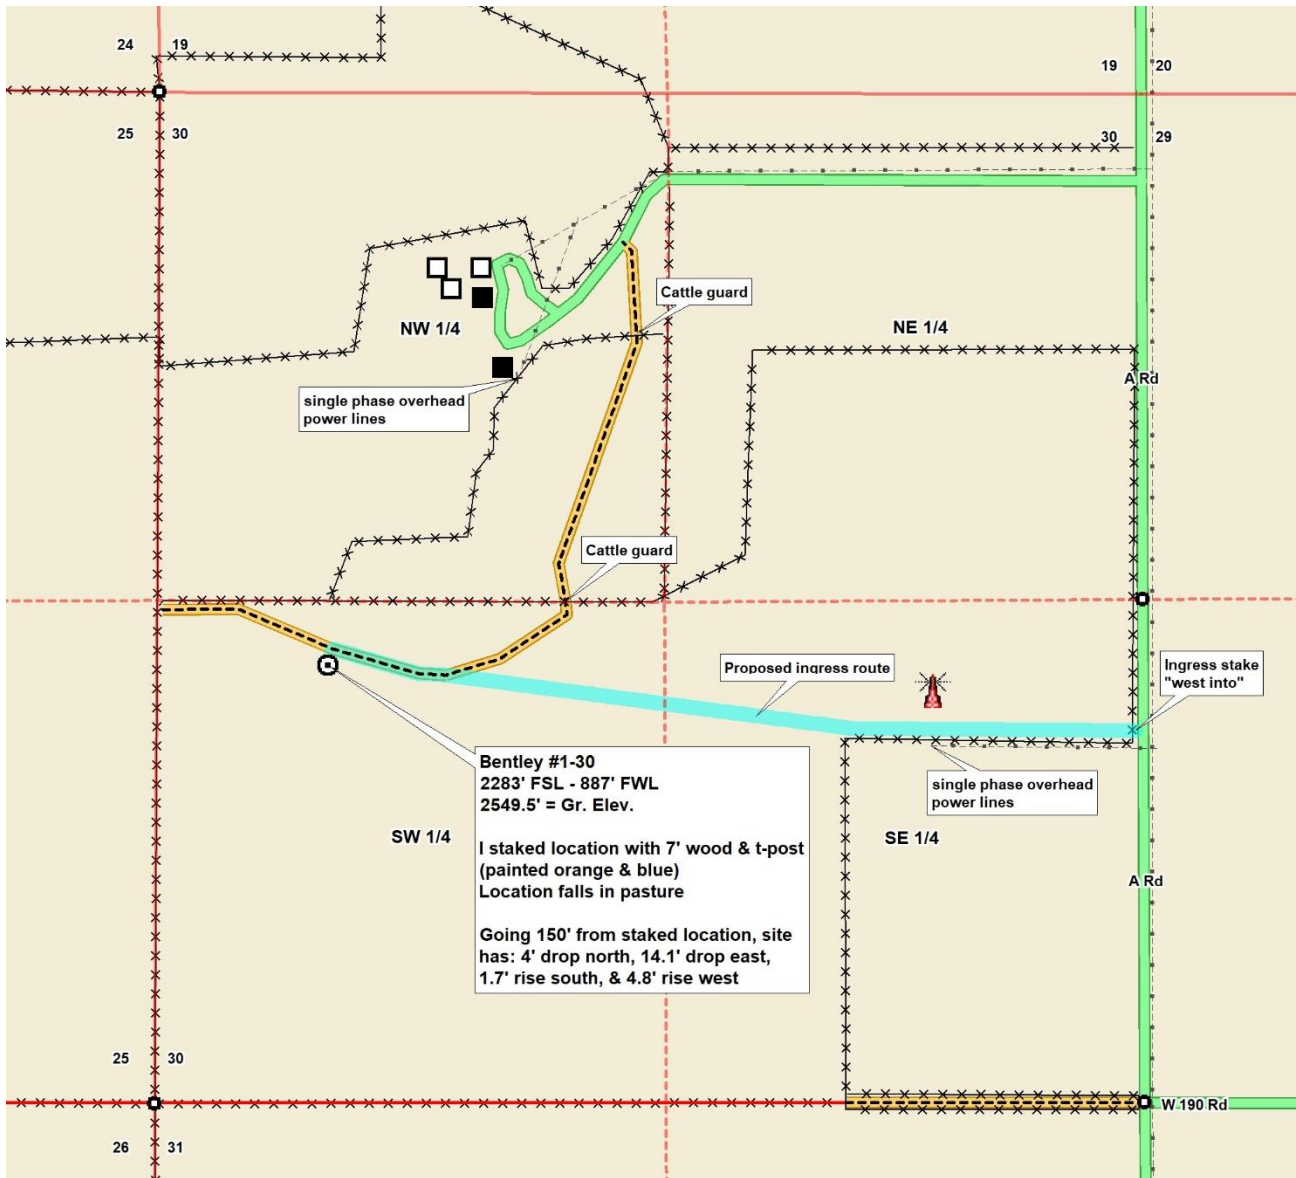 24 19
19 20
25 30
30 29
Cattle guard
NW 1/4
NE 1/4
A Rd
single phase overhead
power lines
Cattle guard
Proposed ingress route
Ingress stake
"west into"
Bentley #1-30
2283' FSL - 887' FWL
2549.5' = Gr. Elev.
I staked location with 7' wood & t-post
(painted orange & blue)
Location falls in pasture
Going 150' from staked location, site
has: 4' drop north, 14.1' drop east,
1.7' rise south, & 4.8' rise west
single phase overhead
power lines
SW 1/4
SE 1/4
A Rd
25 30
W 190 Rd
26 31